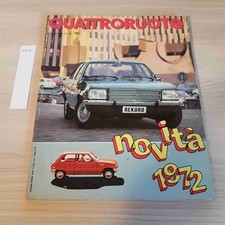 QUATTRORUOTE
REKORD
novità
1972